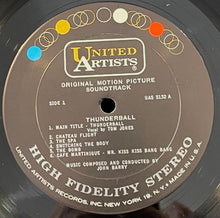 UNITED
ARTISTS
ORIGINAL MOTION PICTURE
SOUNDTRACK
SIDE 1
UAS 5132 A
THUNDERBALL
1. MAIN TITLE - THUNDERBALL
Vocal by TOM JONES
2. CHATEAU FLIGHT
3. THE SPA
4. SWITCHING THE BODY
5. THE BOMB
6. CAFE MARTINIQUE - MR. KISS KISS BANG BANG
MUSIC COMPOSED AND CONDUCTED BY
JOHN BARRY
HIGH FIDELITY STEREO
UNITED ARTISTS RECORDS, INC. NEW YORK 19, N.Y. • MADE IN U.S.A.